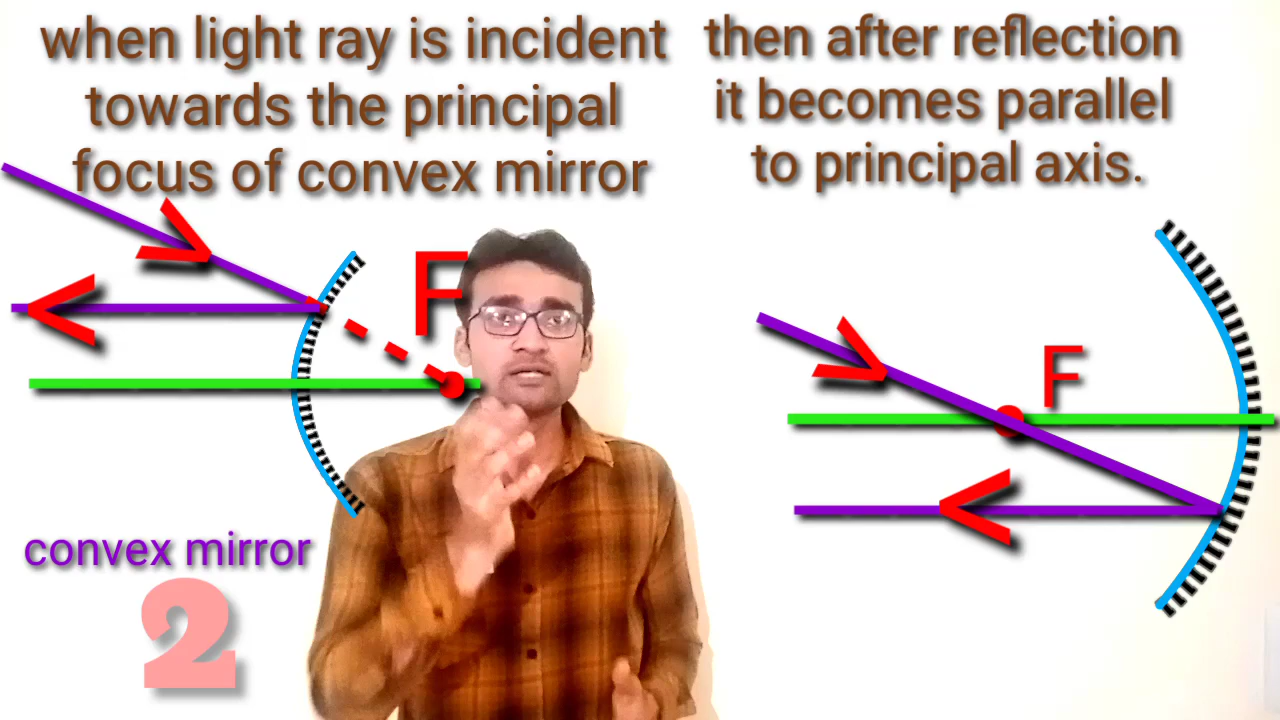 when light ray is incident
towards the principal
focus of convex mirror
then after reflection
it becomes parallel
to principal axis.
F
F
convex mirror
2